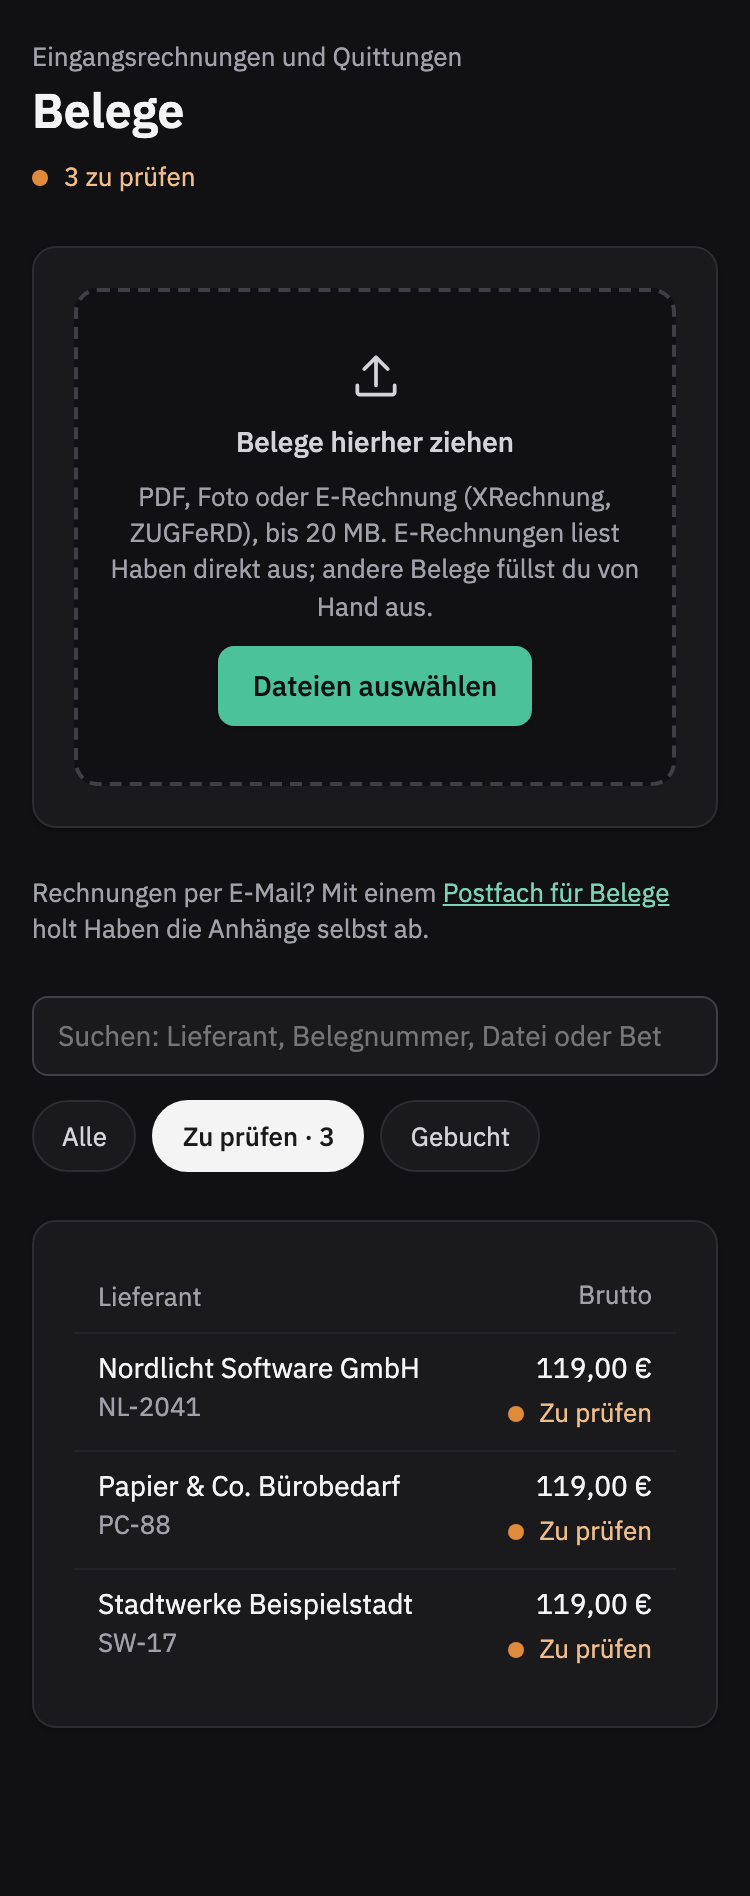 Eingangsrechnungen und Quittungen
Belege
3 zu prüfen
Belege hierher ziehen
PDF, Foto oder E-Rechnung (XRechnung,
ZUGFeRD), bis 20 MB. E-Rechnungen liest
Haben direkt aus; andere Belege füllst du von
Hand aus.
Dateien auswählen
Rechnungen per E-Mail? Mit einem Postfach für Belege
holt Haben die Anhänge selbst ab.
Suchen: Lieferant, Belegnummer, Datei oder Bet
Alle
Zu prüfen · 3
Gebucht
Lieferant Brutto
Nordlicht Software GmbH 119,00 €
NL-2041 Zu prüfen
Papier & Co. Bürobedarf 119,00 €
PC-88 Zu prüfen
Stadtwerke Beispielstadt 119,00 €
SW-17 Zu prüfen